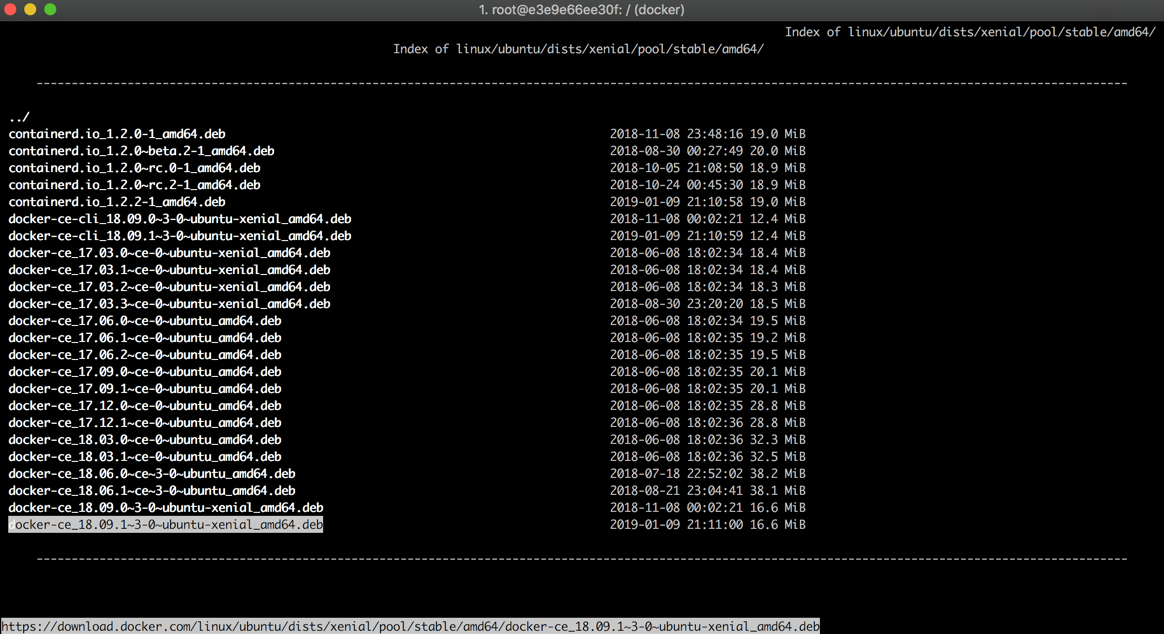 1. root@e3e9e66ee30f: / (docker)
Index of linux/ubuntu/dists/xenial/pool/stable/amd64/
Index of linux/ubuntu/dists/xenial/pool/stable/amd64/
../
containerd.io_1.2.0-1_amd64.deb 2018-11-08 23:48:16 19.0 MiB
containerd.io_1.2.0~beta.2-1_amd64.deb 2018-08-30 00:27:49 20.0 MiB
containerd.io_1.2.0~rc.0-1_amd64.deb 2018-10-05 21:08:50 18.9 MiB
containerd.io_1.2.0~rc.2-1_amd64.deb 2018-10-24 00:45:30 18.9 MiB
containerd.io_1.2.2-1_amd64.deb 2019-01-09 21:10:58 19.0 MiB
docker-ce-cli_18.09.0~3-0~ubuntu-xenial_amd64.deb 2018-11-08 00:02:21 12.4 MiB
docker-ce-cli_18.09.1~3-0~ubuntu-xenial_amd64.deb 2019-01-09 21:10:59 12.4 MiB
docker-ce_17.03.0~ce-0~ubuntu-xenial_amd64.deb 2018-06-08 18:02:34 18.4 MiB
docker-ce_17.03.1~ce-0~ubuntu-xenial_amd64.deb 2018-06-08 18:02:34 18.4 MiB
docker-ce_17.03.2~ce-0~ubuntu-xenial_amd64.deb 2018-06-08 18:02:34 18.3 MiB
docker-ce_17.03.3~ce-0~ubuntu-xenial_amd64.deb 2018-08-30 23:20:20 18.5 MiB
docker-ce_17.06.0~ce-0~ubuntu_amd64.deb 2018-06-08 18:02:34 19.5 MiB
docker-ce_17.06.1~ce-0~ubuntu_amd64.deb 2018-06-08 18:02:35 19.2 MiB
docker-ce_17.06.2~ce-0~ubuntu_amd64.deb 2018-06-08 18:02:35 19.5 MiB
docker-ce_17.09.0~ce-0~ubuntu_amd64.deb 2018-06-08 18:02:35 20.1 MiB
docker-ce_17.09.1~ce-0~ubuntu_amd64.deb 2018-06-08 18:02:35 20.1 MiB
docker-ce_17.12.0~ce-0~ubuntu_amd64.deb 2018-06-08 18:02:35 28.8 MiB
docker-ce_17.12.1~ce-0~ubuntu_amd64.deb 2018-06-08 18:02:36 28.8 MiB
docker-ce_18.03.0~ce-0~ubuntu_amd64.deb 2018-06-08 18:02:36 32.3 MiB
docker-ce_18.03.1~ce-0~ubuntu_amd64.deb 2018-06-08 18:02:36 32.5 MiB
docker-ce_18.06.0~ce~3-0~ubuntu_amd64.deb 2018-07-18 22:52:02 38.2 MiB
docker-ce_18.06.1~ce~3-0~ubuntu_amd64.deb 2018-08-21 23:04:41 38.1 MiB
docker-ce_18.09.0~3-0~ubuntu-xenial_amd64.deb 2018-11-08 00:02:21 16.6 MiB
docker-ce_18.09.1~3-0~ubuntu-xenial_amd64.deb 2019-01-09 21:11:00 16.6 MiB
https://download.docker.com/linux/ubuntu/dists/xenial/pool/stable/amd64/docker-ce_18.09.1~3-0~ubuntu-xenial_amd64.deb